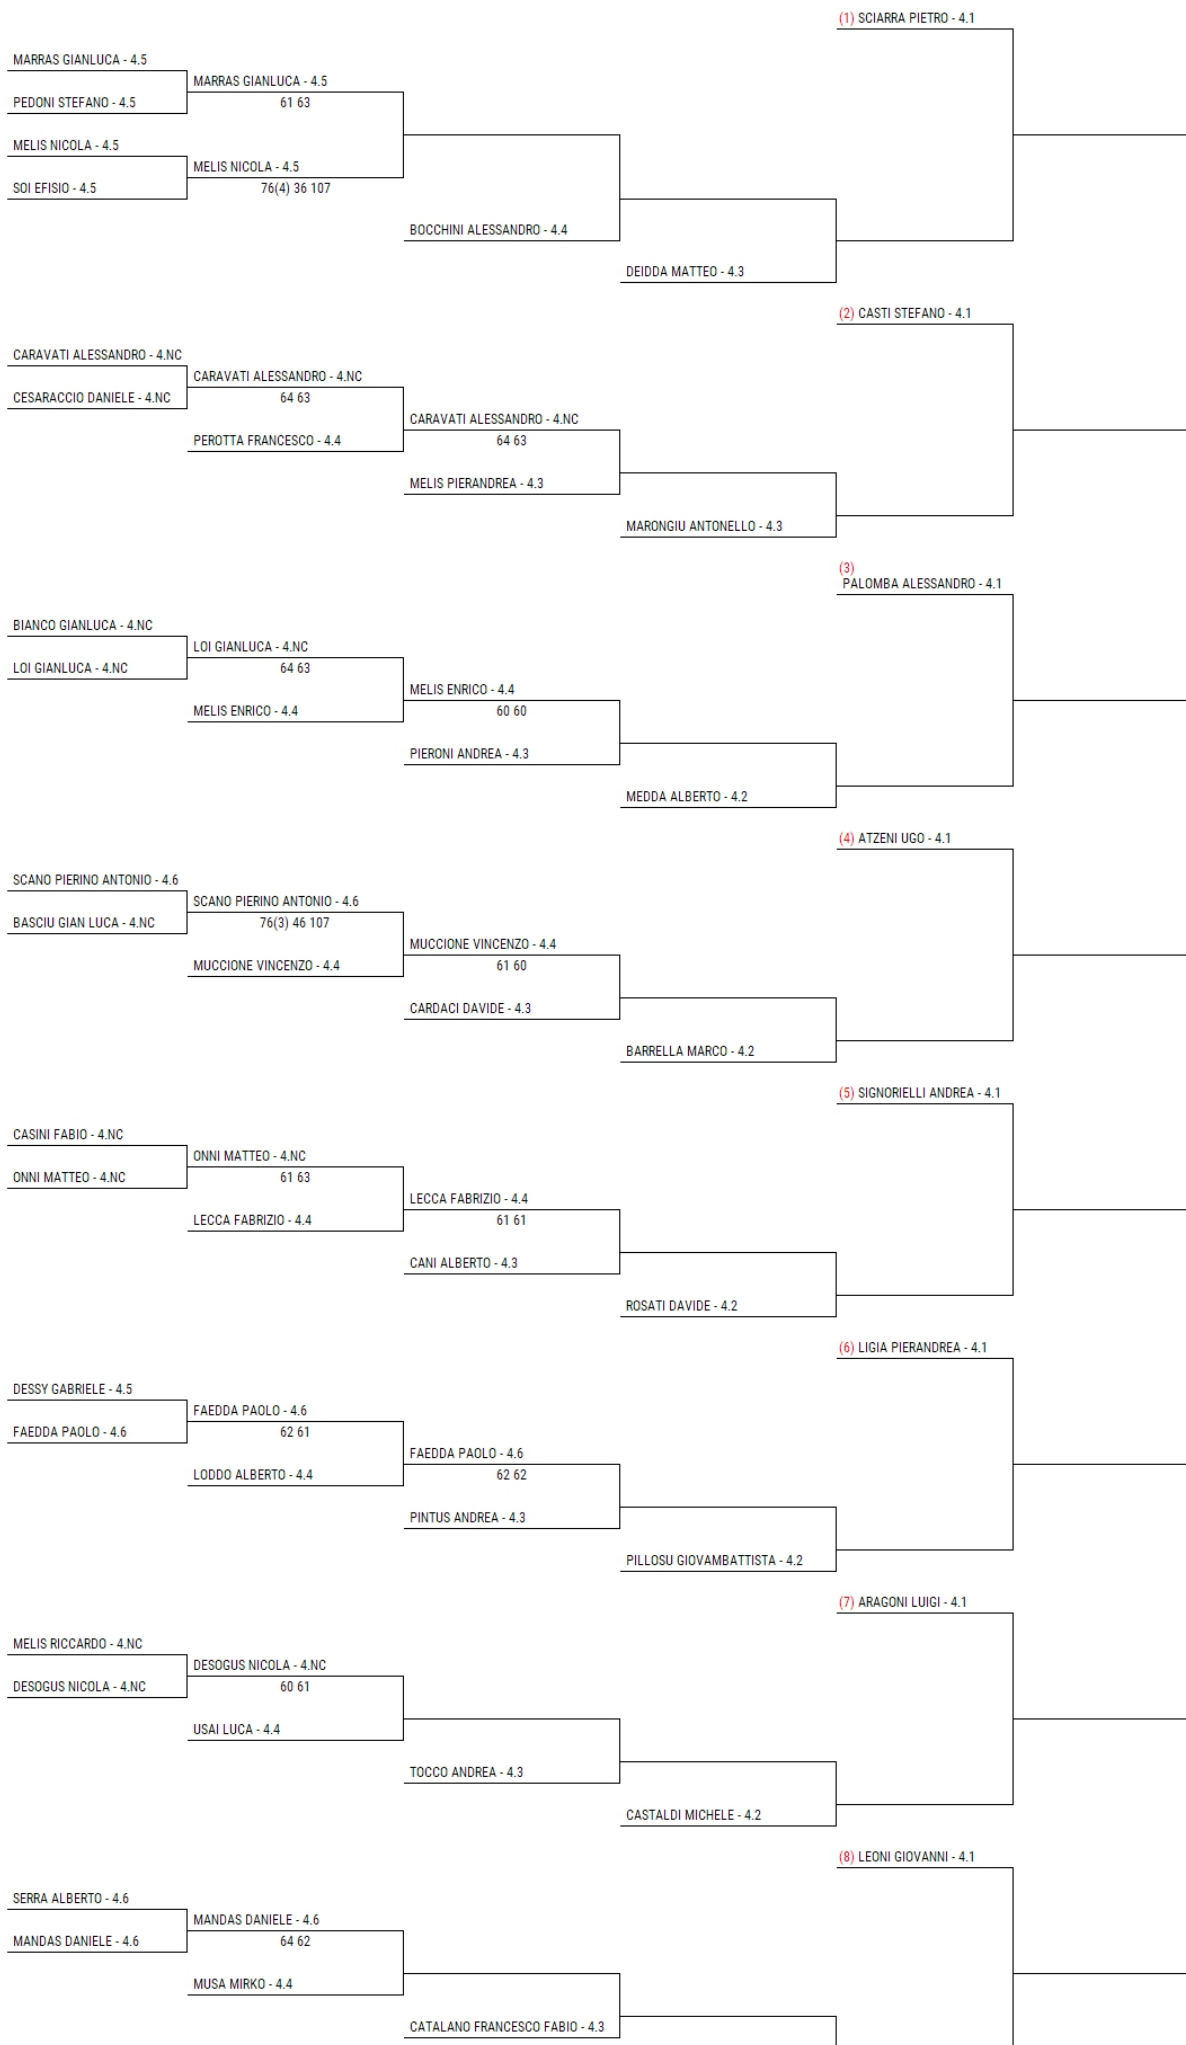 (1) SCIARRA PIETRO - 4.1
MARRAS GIANLUCA - 4.5
MARRAS GIANLUCA - 4.5
PEDONI STEFANO - 4.5
61 63
MELIS NICOLA - 4.5
MELIS NICOLA - 4.5
SOI EFISIO - 4.5
76(4) 36 107
BOCCHINI ALESSANDRO - 4.4
DEIDDA MATTEO - 4.3
(2) CASTI STEFANO - 4.1
CARAVATI ALESSANDRO - 4.NC
CARAVATI ALESSANDRO - 4.NC
CESARACCIO DANIELE - 4.NC
64 63
CARAVATI ALESSANDRO - 4.NC
PEROTTA FRANCESCO - 4.4
64 63
MELIS PIERANDREA - 4.3
MARONGIU ANTONELLO - 4.3
(3)
PALOMBA ALESSANDRO - 4.1
BIANCO GIANLUCA - 4.NC
LOI GIANLUCA - 4.NC
LOI GIANLUCA - 4.NC
64 63
MELIS ENRICO - 4.4
MELIS ENRICO - 4.4
60 60
PIERONI ANDREA - 4.3
MEDDA ALBERTO - 4.2
(4) ATZENI UGO - 4.1
SCANO PIERINO ANTONIO - 4.6
SCANO PIERINO ANTONIO - 4.6
BASCIU GIAN LUCA - 4.NC
76(3) 46 107
MUCCIONE VINCENZO - 4.4
MUCCIONE VINCENZO - 4.4
61 60
CARDACI DAVIDE - 4.3
BARRELLA MARCO - 4.2
(5) SIGNORIELLI ANDREA - 4.1
CASINI FABIO - 4.NC
ONNI MATTEO - 4.NC
ONNI MATTEO - 4.NC
61 63
LECCA FABRIZIO - 4.4
LECCA FABRIZIO - 4.4
61 61
CANI ALBERTO - 4.3
ROSATI DAVIDE - 4.2
(6) LIGIA PIERANDREA - 4.1
DESSY GABRIELE - 4.5
FAEDDA PAOLO - 4.6
FAEDDA PAOLO - 4.6
62 61
FAEDDA PAOLO - 4.6
LODDO ALBERTO - 4.4
62 62
PINTUS ANDREA - 4.3
PILLOSU GIOVAMBATTISTA - 4.2
(7) ARAGONI LUIGI - 4.1
MELIS RICCARDO - 4.NC
DESOGUS NICOLA - 4.NC
DESOGUS NICOLA - 4.NC
60 61
USAI LUCA - 4.4
TOCCO ANDREA - 4.3
CASTALDI MICHELE - 4.2
(8) LEONI GIOVANNI - 4.1
SERRA ALBERTO - 4.6
MANDAS DANIELE - 4.6
MANDAS DANIELE - 4.6
64 62
MUSA MIRKO - 4.4
CATALANO FRANCESCO FABIO - 4.3